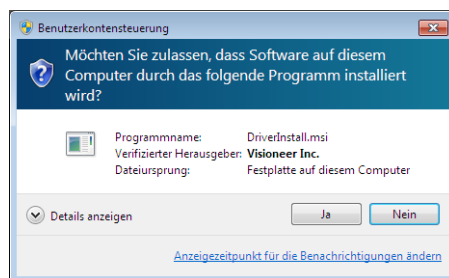 Benutzerkontensteuerung
Möchten Sie zulassen, dass Software auf diesem
Computer durch das folgende Programm installiert
wird?
Programmname: DriverInstall.msi
Verifizierter Herausgeber: Visioneer Inc.
Dateiursprung: Festplatte auf diesem Computer
Details anzeigen Ja Nein
Anzeigezeitpunkt für die Benachrichtigungen ändern